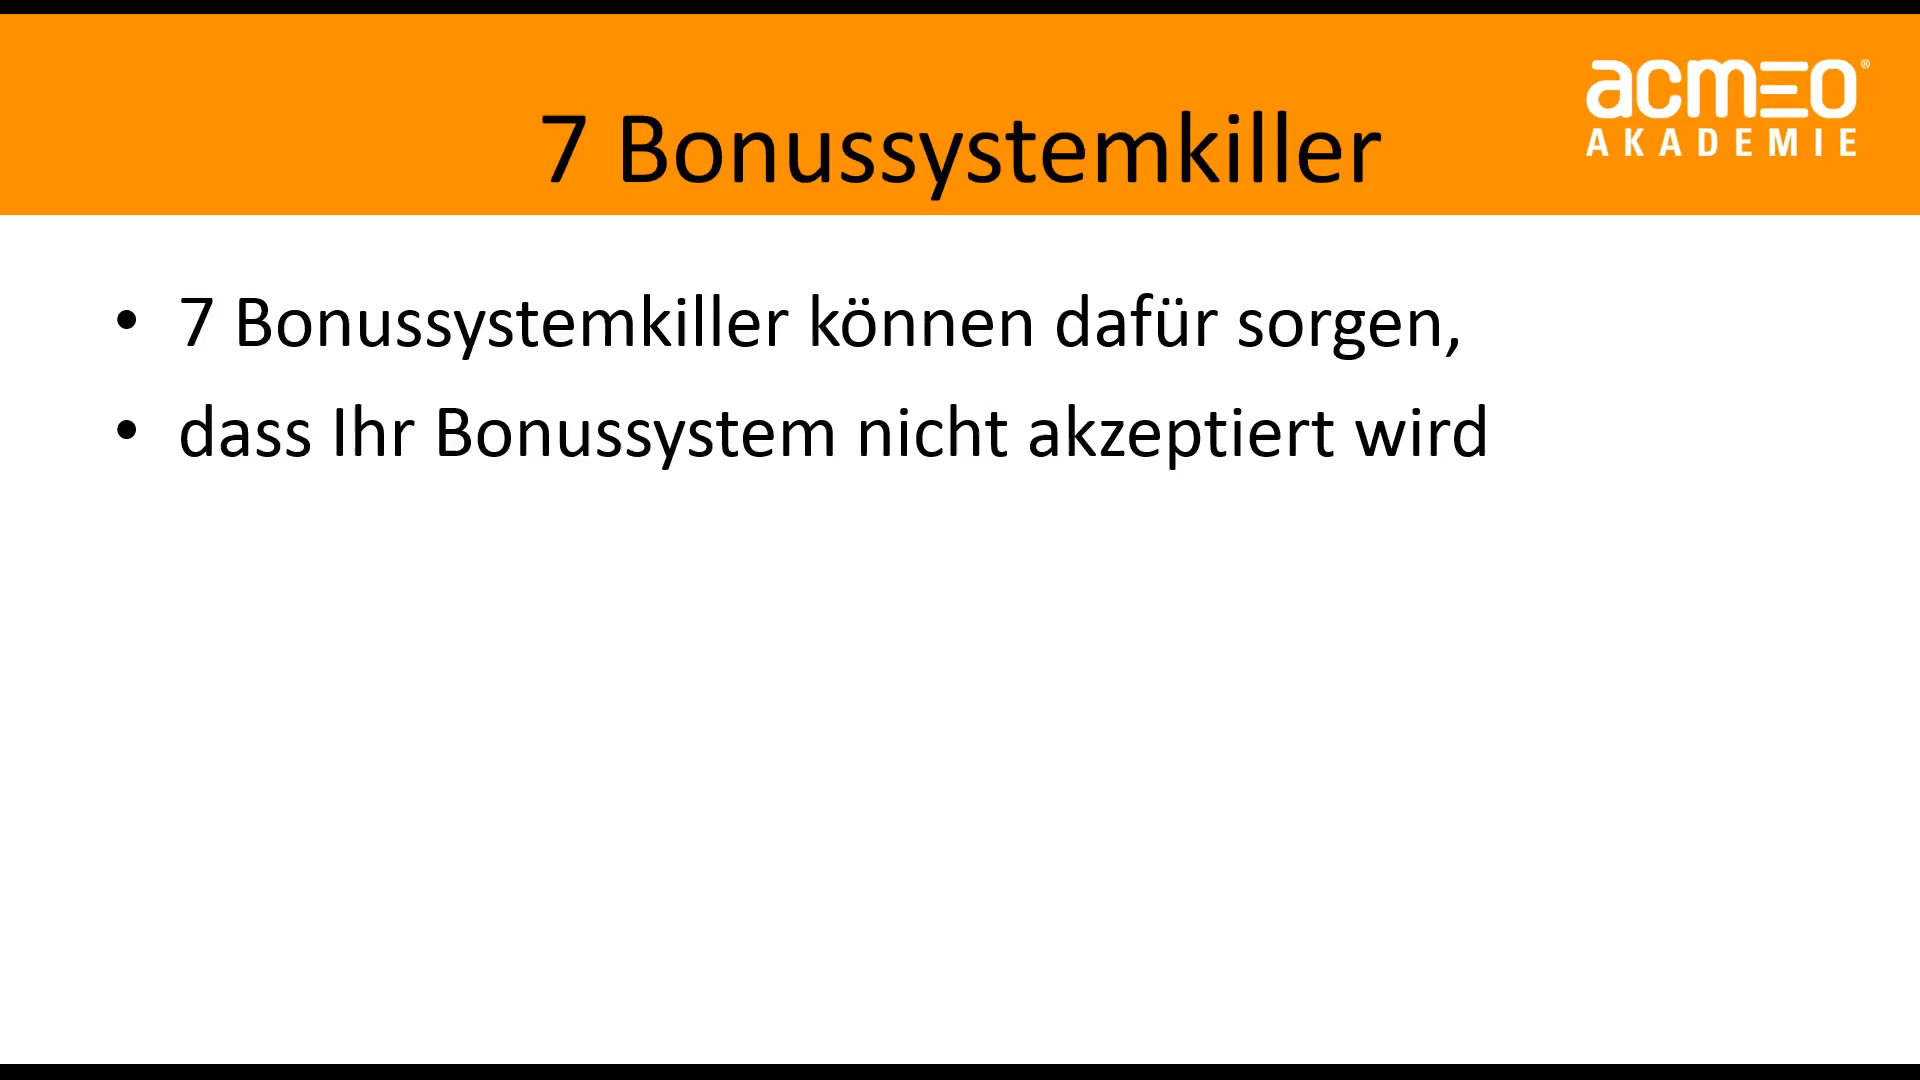 acmeo®
AKADEMIE
7 Bonussystemkiller
• 7 Bonussystemkiller können dafür sorgen,
• dass Ihr Bonussystem nicht akzeptiert wird